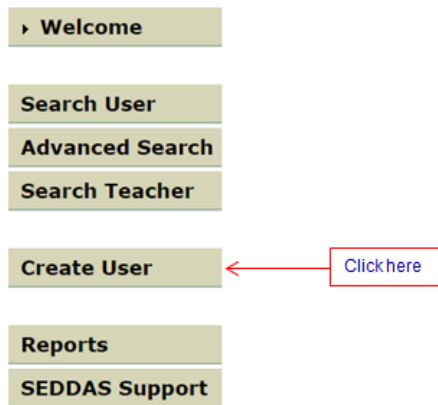 Welcome
Search User
Advanced Search
Search Teacher
Create User
Click here
Reports
SEDDAS Support